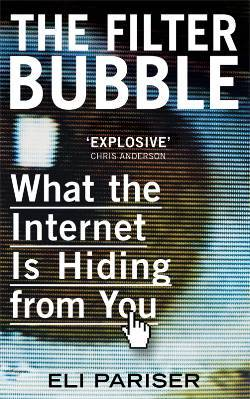 THE FILTER
BUBBLE
‘EXPLOSIVE’
CHRIS ANDERSON
What the
Internet
Is Hiding
from You
ELI PARISER